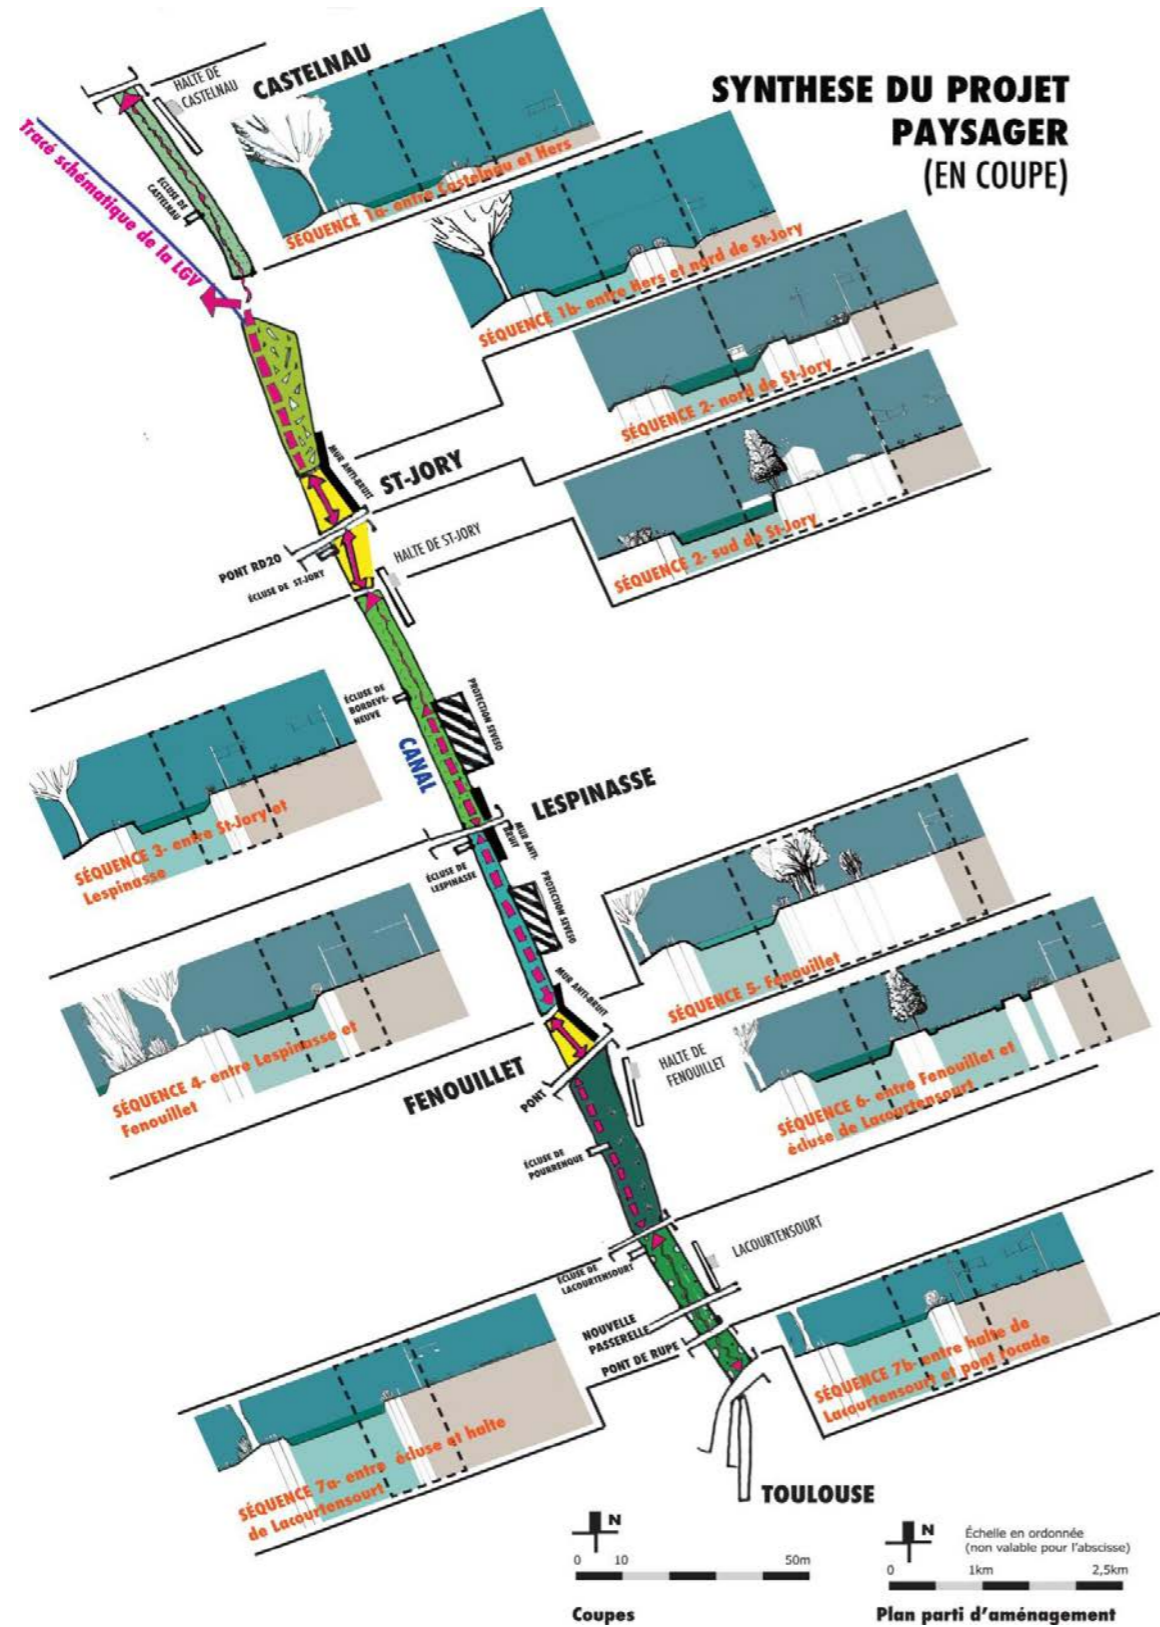 SYNTHESE DU PROJET
PAYSAGER
(EN COUPE)
CASTELNAU
HALTE DE
CASTELNAU
Tracé schématique de la LGV
ÉCLUSE DE
CASTELNAU
SÉQUENCE 1a- entre Castelnau et Hers
SÉQUENCE 1b- entre Hers et nord de St-Jory
SÉQUENCE 2- nord de St-Jory
SÉQUENCE 2- sud de St-Jory
MUR ANTI-BRUIT
ST-JORY
PONT RD20
ÉCLUSE DE ST-JORY
HALTE DE ST-JORY
ÉCLUSE DE
BORDEVE-
NEUVE
PROTECTION SEVESO
CANAL
SÉQUENCE 3- entre St-Jory et
Lespinasse
LESPINASSE
MUR ANTI-
BRUIT
ÉCLUSE DE
LESPINASSE
PROTECTION SEVESO
SÉQUENCE 4- entre Lespinasse et
Fenouillet
SÉQUENCE 5- Fenouillet
MUR ANTI-BRUIT
FENOUILLET
PONT
HALTE DE
FENOUILLET
SÉQUENCE 6- entre Fenouillet et
écluse de Lacourtensourt
ÉCLUSE DE
POURRENQUE
LACOURTENSOURT
ÉCLUSE DE
LACOURTENSOURT
NOUVELLE
PASSERELLE
PONT DE RUPE
SÉQUENCE 7b- entre halte de
Lacourtensourt et pont rocade
SÉQUENCE 7a- entre écluse et halte
de Lacourtensourt
TOULOUSE
N
0 10 50m
Coupes
N
Échelle en ordonnée
(non valable pour l'abscisse)
0 1km 2,5km
Plan parti d'aménagement